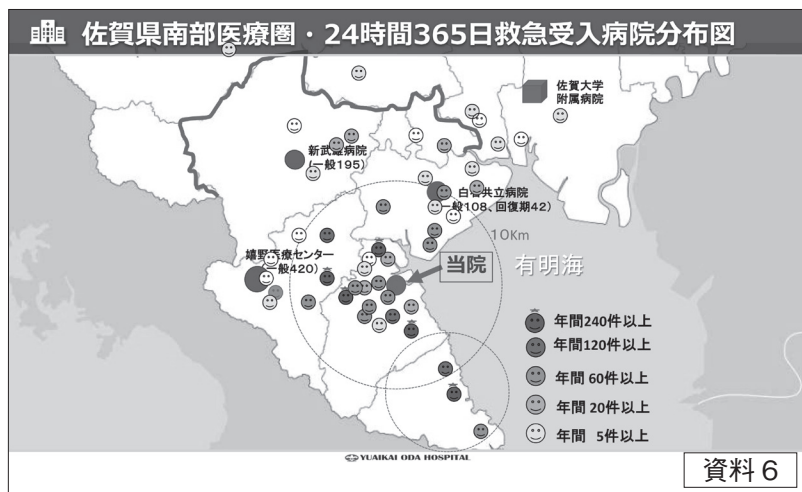 佐賀県南部医療圏・24時間365日救急受入病院分布図
佐賀大学
附属病院
新武雄病院
(一般195)
白石共立病院
一般108、回復期42)
10Km
嬉野医療センター
(一般420)
当院
有明海
年間240件以上
年間120件以上
年間 60件以上
年間 20件以上
年間 5件以上
YUAIKAI ODA HOSPITAL
資料6